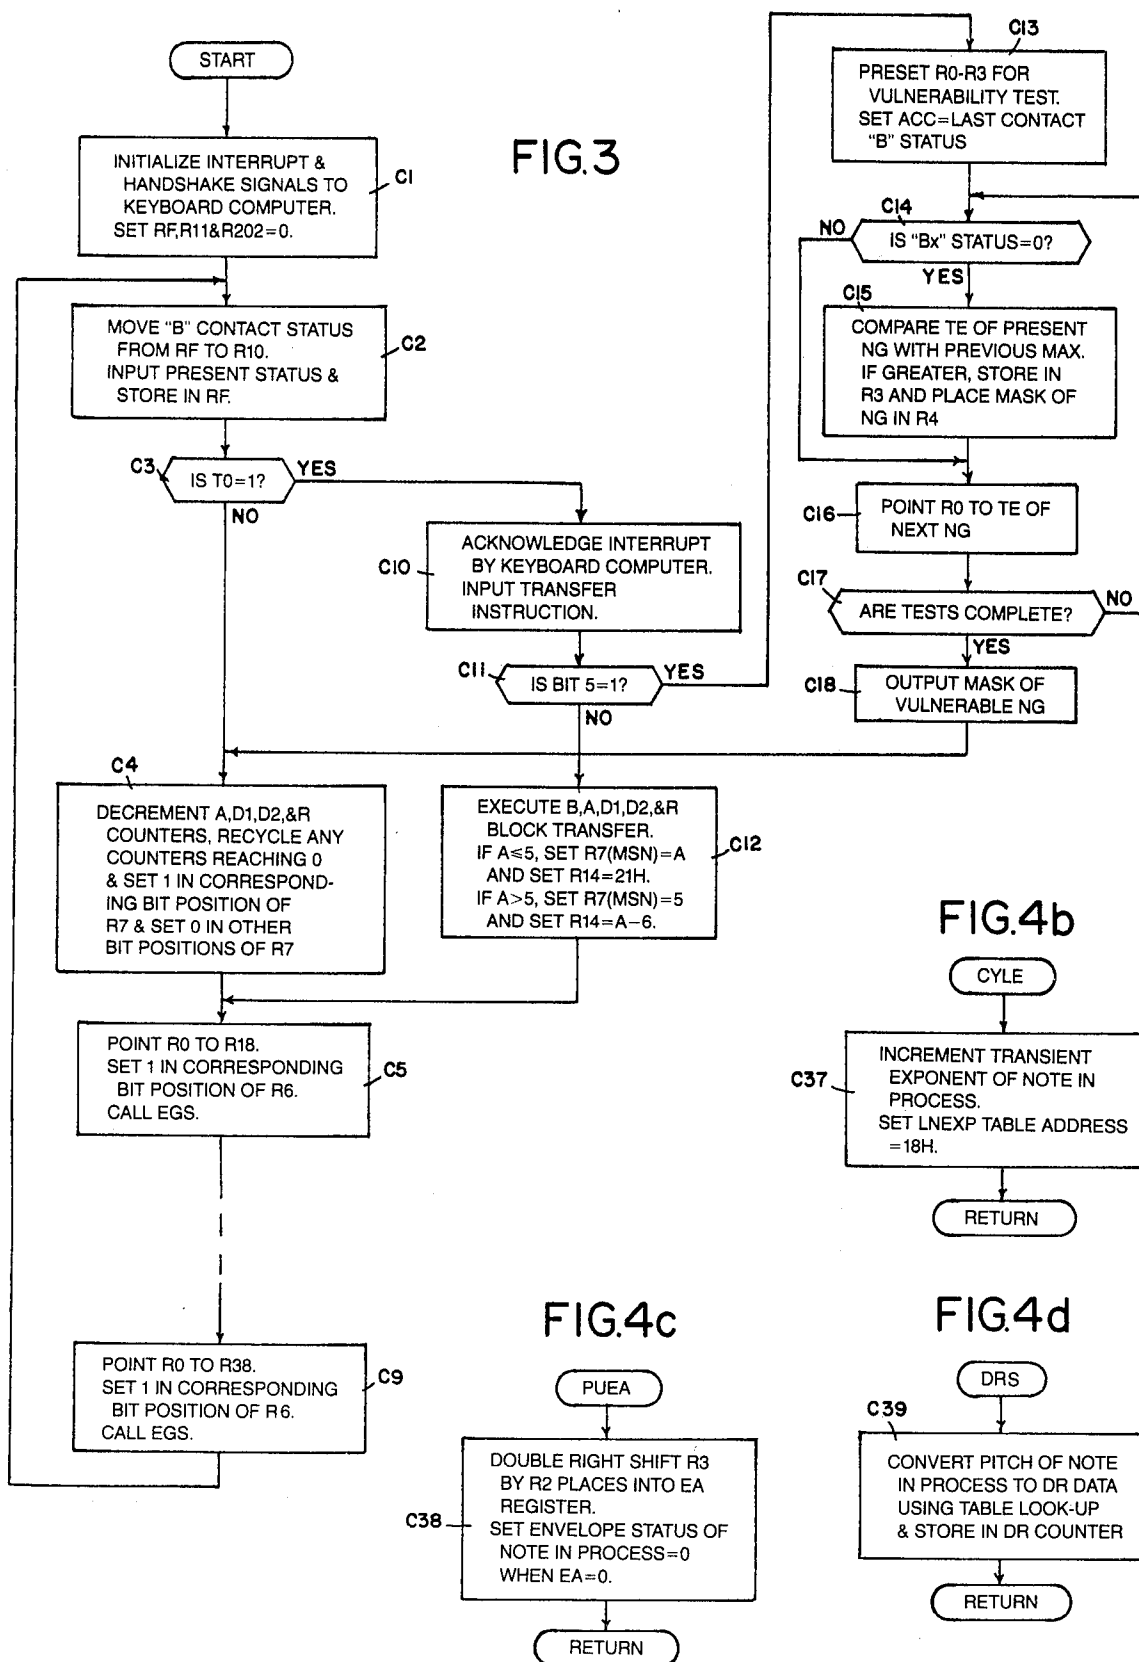 START
INITIALIZE INTERRUPT &
HANDSHAKE SIGNALS TO
KEYBOARD COMPUTER.
SET RF,R11&R202=0.
C1
FIG.3
MOVE "B" CONTACT STATUS
FROM RF TO R10.
INPUT PRESENT STATUS &
STORE IN RF.
C2
C3
IS T0=1?
YES
NO
ACKNOWLEDGE INTERRUPT
BY KEYBOARD COMPUTER.
INPUT TRANSFER
INSTRUCTION.
C10
C11
IS BIT 5=1?
YES
NO
C4
DECREMENT A,D1,D2,&R
COUNTERS, RECYCLE ANY
COUNTERS REACHING 0
& SET 1 IN CORRESPOND-
ING BIT POSITION OF
R7 & SET 0 IN OTHER
BIT POSITIONS OF R7
EXECUTE B,A,D1,D2,&R
BLOCK TRANSFER.
IF A≤5, SET R7(MSN)=A
AND SET R14=21H.
IF A>5, SET R7(MSN)=5
AND SET R14=A-6.
C12
POINT R0 TO R18.
SET 1 IN CORRESPONDING
BIT POSITION OF R6.
CALL EGS.
C5
POINT R0 TO R38.
SET 1 IN CORRESPONDING
BIT POSITION OF R6.
CALL EGS.
C9
C13
PRESET R0-R3 FOR
VULNERABILITY TEST.
SET ACC=LAST CONTACT
"B" STATUS
C14
NO
IS "Bx" STATUS=0?
YES
C15
COMPARE TE OF PRESENT
NG WITH PREVIOUS MAX.
IF GREATER, STORE IN
R3 AND PLACE MASK OF
NG IN R4
C16
POINT R0 TO TE OF
NEXT NG
C17
ARE TESTS COMPLETE?
NO
YES
C18
OUTPUT MASK OF
VULNERABLE NG
FIG.4b
CYLE
C37
INCREMENT TRANSIENT
EXPONENT OF NOTE IN
PROCESS.
SET LNEXP TABLE ADDRESS
=18H.
RETURN
FIG.4c
PUEA
C38
DOUBLE RIGHT SHIFT R3
BY R2 PLACES INTO EA
REGISTER.
SET ENVELOPE STATUS OF
NOTE IN PROCESS=0
WHEN EA=0.
RETURN
FIG.4d
DRS
C39
CONVERT PITCH OF NOTE
IN PROCESS TO DR DATA
USING TABLE LOOK-UP
& STORE IN DR COUNTER
RETURN